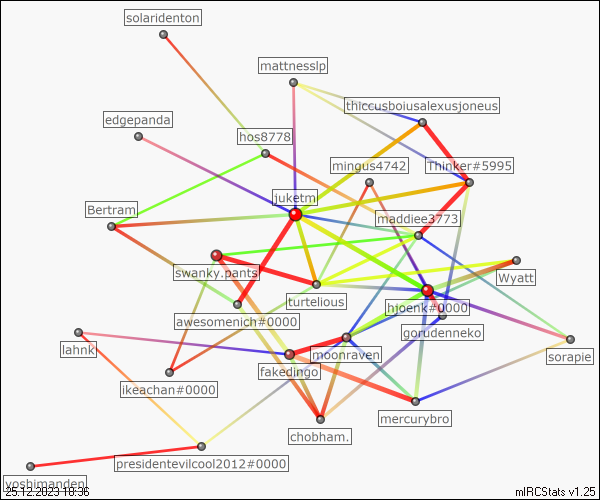 solaridenton
mattnesslp
thiccusboiusalexusjoneus
edgepanda
hos8778
mingus4742
Thinker#5995
juketm
Bertram
maddiee3773
swanky.pants
Wyatt
turtelious
hjoenk#0000
awesomenich#0000
gorudenneko
lahnk
moonraven
sorapie
fakedingo
ikeachan#0000
mercurybro
chobham.
presidentevilcool2012#0000
yoshimanden
25.12.2023 18:36
mIRCStats v1.25